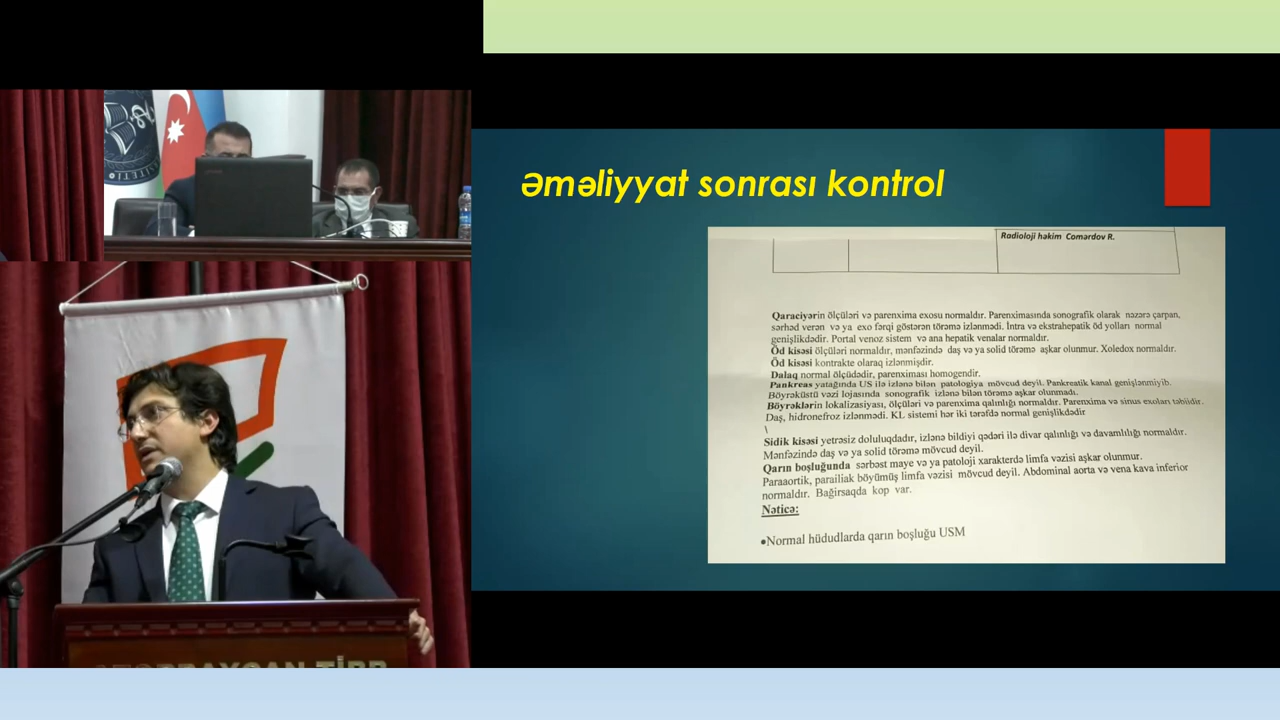 Əməliyyat sonrası kontrol
Radioloji həkim Comərdov R.
Qaraciyərin ölçüləri və parenxima exosu normaldır. Parenximasında sonografik olaraq nəzərə çarpan,
sərhəd verən və ya exo fərqi göstərən törəmə izlənmədi. İntra və ekstrahepatik öd yolları normal
genişlikdədir. Portal venoz sistem və ana hepatik venalar normaldır.
Öd kisəsi ölçüləri normaldır, mənfəzində daş və ya solid törəmə aşkar olunmur. Xoledox normaldır.
Öd kisəsi kontrakte olaraq izlənmişdir.
Dalaq normal ölçüdədir, parenximası homogendir.
Pankreas yatağında US ilə izlənə bilən patologiya mövcud deyil. Pankreatik kanal genişlənmiyib.
Böyrəküstü vəzi lojasında sonografik izlənə bilən törəmə aşkar olunmadı.
Böyrəklərin lokalizasiyası, ölçüləri və parenxima qalınlığı normaldır. Parenxima və sinus exoları təbiidir.
Daş, hidronefroz izlənmədi. KL sistemi hər iki tərəfdə normal genişlikdədir
\
Sidik kisəsi yetrəsiz doluluqdadır, izlənə bildiyi qədəri ilə divar qalınlığı və davamlılığı normaldır.
Mənfəzində daş və ya solid törəmə mövcud deyil.
Qarın boşluğunda sərbəst maye və ya patoloji xarakterdə limfa vəzisi aşkar olunmur.
Paraaortik, parailiak böyümüş limfa vəzisi mövcud deyil. Abdominal aorta və vena kava inferior
normaldır. Bağirsaqda kop var.
Nəticə:
●Normal hüdudlarda qarın boşluğu USM
AZƏRBAYCAN TİBB